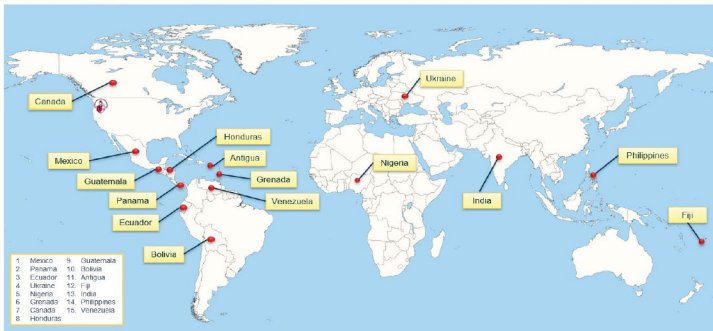 Ukraine
Canada
Honduras
Mexico
Antigua
Philippines
Nigeria
Guatemala
Grenada
Panama
India
Venezuela
Ecuador
Fiji
Bolivia
1 Mexico 9. Guatemala
2 Panama 10. Bolivia
3 Ecuador 11. Antigua
4 Ukraine 12. Fiji
5 Nigeria 13. India
6 Grenada 14. Philippines
7 Canada 15. Venezuela
8 Honduras